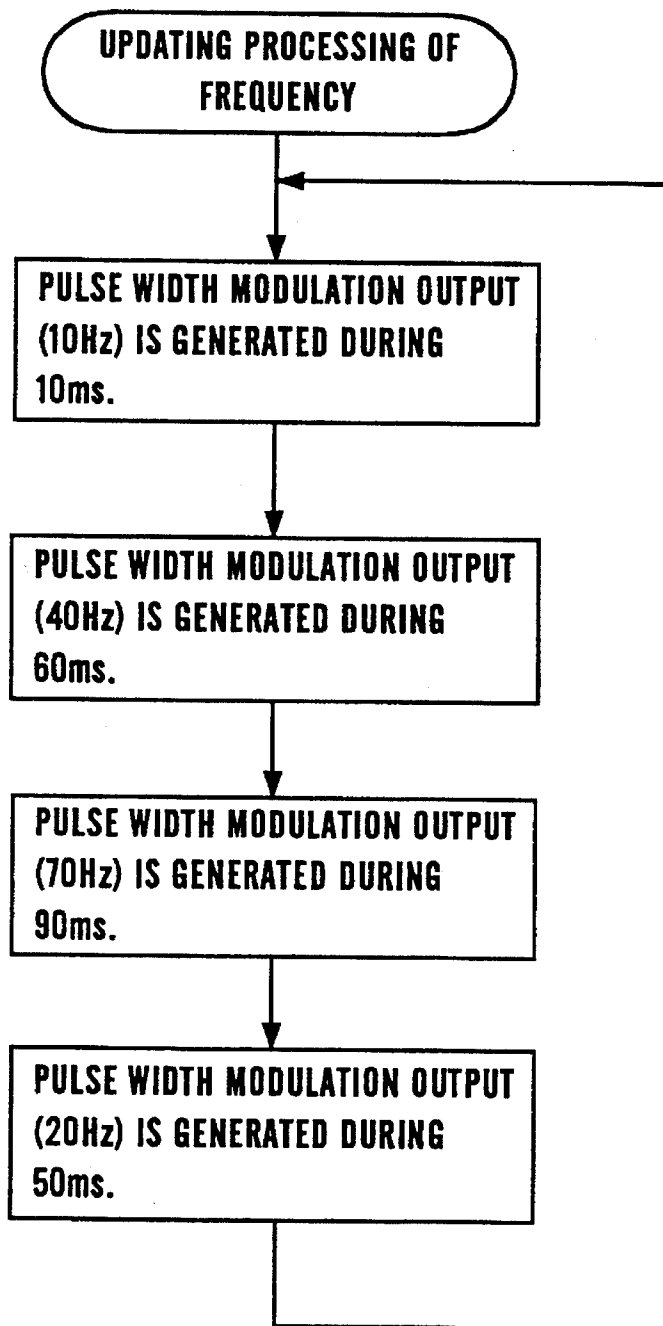 UPDATING PROCESSING OF
FREQUENCY
PULSE WIDTH MODULATION OUTPUT
(10Hz) IS GENERATED DURING
10ms.
PULSE WIDTH MODULATION OUTPUT
(40Hz) IS GENERATED DURING
60ms.
PULSE WIDTH MODULATION OUTPUT
(70Hz) IS GENERATED DURING
90ms.
PULSE WIDTH MODULATION OUTPUT
(20Hz) IS GENERATED DURING
50ms.